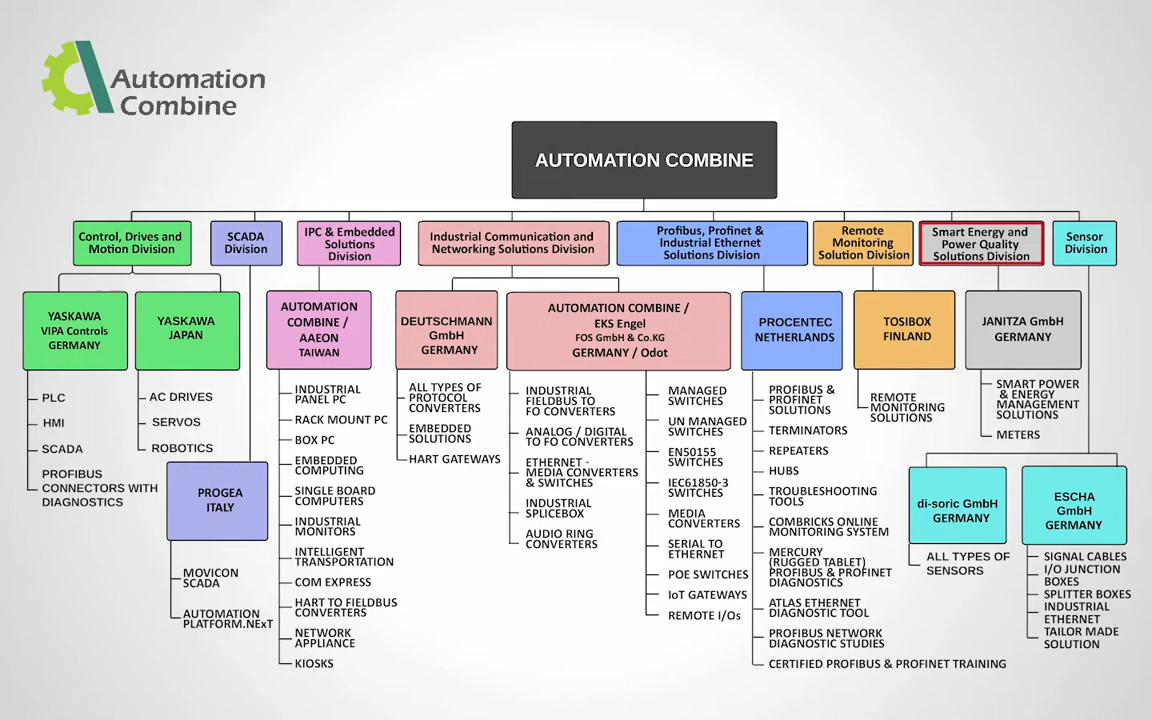 Automation
Combine
AUTOMATION COMBINE
Control, Drives and
Motion Division
SCADA
Division
IPC & Embedded
Solutions
Division
Industrial Communication and
Networking Solutions Division
Profibus, Profinet &
Industrial Ethernet
Solutions Division
Remote
Monitoring
Solution Division
Smart Energy and
Power Quality
Solutions Division
Sensor
Division
YASKAWA
VIPA Controls
GERMANY
YASKAWA
JAPAN
AUTOMATION
COMBINE /
AAEON
TAIWAN
DEUTSCHMANN
GmbH
GERMANY
AUTOMATION COMBINE /
EKS Engel
FOS GmbH & Co.KG
GERMANY / Odot
PROCENTEC
NETHERLANDS
TOSIBOX
FINLAND
JANITZA GmbH
GERMANY
PLC
HMI
SCADA
PROFIBUS
CONNECTORS WITH
DIAGNOSTICS
AC DRIVES
SERVOS
ROBOTICS
PROGEA
ITALY
MOVICON
SCADA
AUTOMATION
PLATFORM.NExT
INDUSTRIAL
PANEL PC
RACK MOUNT PC
BOX PC
EMBEDDED
COMPUTING
SINGLE BOARD
COMPUTERS
INDUSTRIAL
MONITORS
INTELLIGENT
TRANSPORTATION
COM EXPRESS
HART TO FIELDBUS
CONVERTERS
NETWORK
APPLIANCE
KIOSKS
ALL TYPES OF
PROTOCOL
CONVERTERS
EMBEDDED
SOLUTIONS
HART GATEWAYS
INDUSTRIAL
FIELDBUS TO
FO CONVERTERS
ANALOG / DIGITAL
TO FO CONVERTERS
ETHERNET -
MEDIA CONVERTERS
& SWITCHES
INDUSTRIAL
SPLICEBOX
AUDIO RING
CONVERTERS
MANAGED
SWITCHES
UN MANAGED
SWITCHES
EN50155
SWITCHES
IEC61850-3
SWITCHES
MEDIA
CONVERTERS
SERIAL TO
ETHERNET
POE SWITCHES
IoT GATEWAYS
REMOTE I/Os
PROFIBUS &
PROFINET
SOLUTIONS
TERMINATORS
REPEATERS
HUBS
TROUBLESHOOTING
TOOLS
COMBRICKS ONLINE
MONITORING SYSTEM
MERCURY
(RUGGED TABLET)
PROFIBUS & PROFINET
DIAGNOSTICS
ATLAS ETHERNET
DIAGNOSTIC TOOL
PROFIBUS NETWORK
DIAGNOSTIC STUDIES
CERTIFIED PROFIBUS & PROFINET TRAINING
REMOTE
MONITORING
SOLUTIONS
SMART POWER
& ENERGY
MANAGEMENT
SOLUTIONS
METERS
di-soric GmbH
GERMANY
ALL TYPES OF
SENSORS
ESCHA
GmbH
GERMANY
SIGNAL CABLES
I/O JUNCTION
BOXES
SPLITTER BOXES
INDUSTRIAL
ETHERNET
TAILOR MADE
SOLUTION